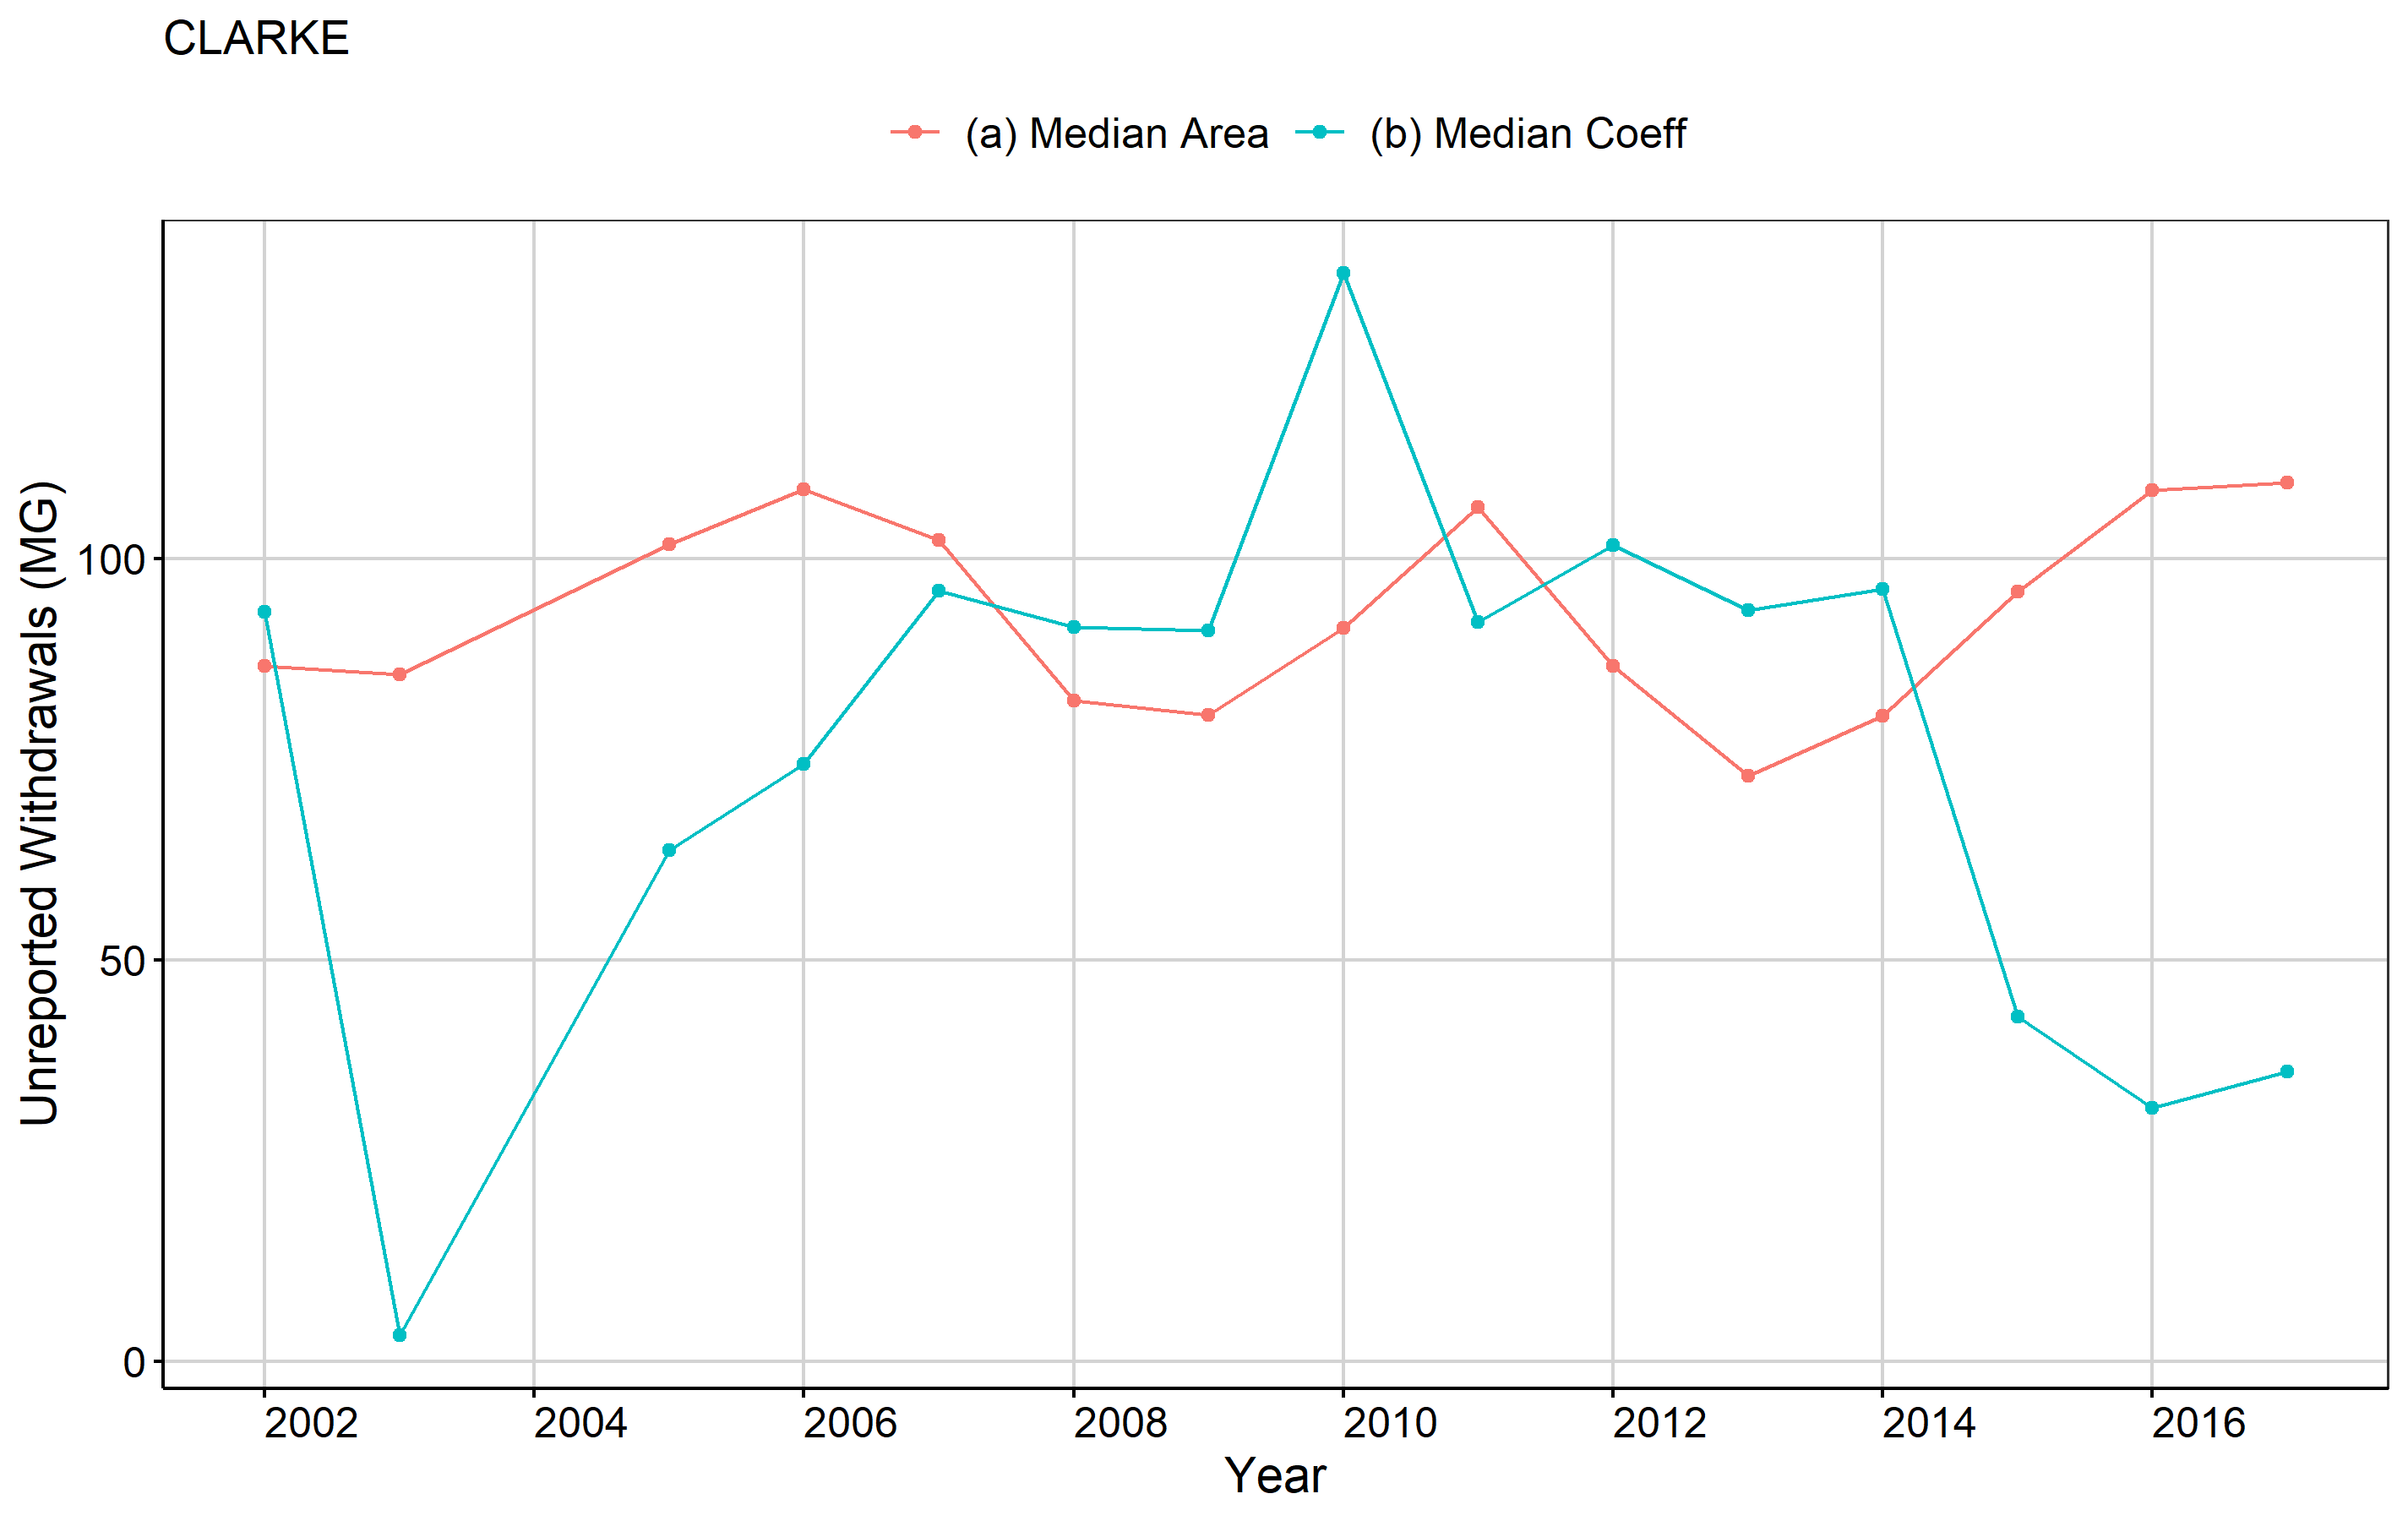 CLARKE
(a) Median Area (b) Median Coeff
Unreported Withdrawals (MG)
100
50
0
2002 2004 2006 2008 2010 2012 2014 2016
Year